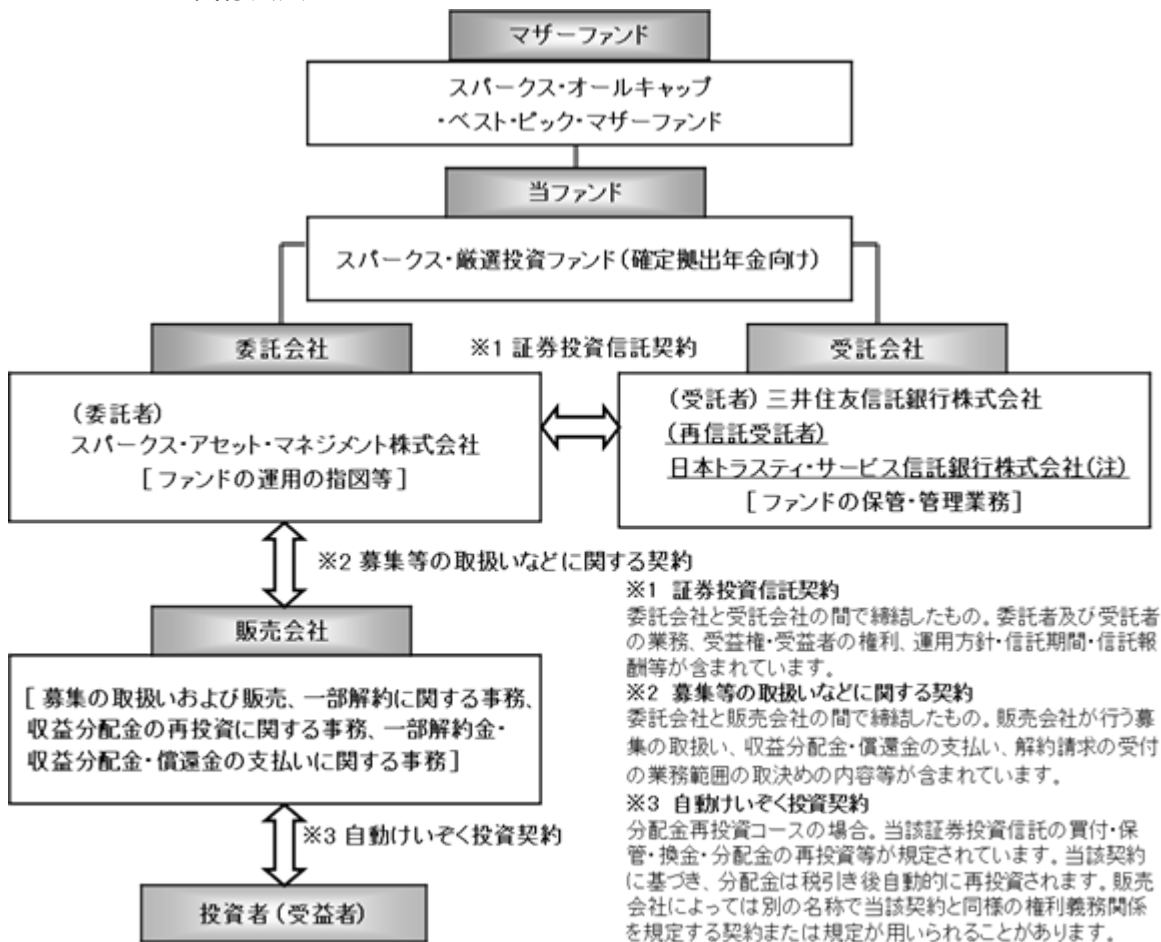 マザーファンド
スパークス・オールキャップ
・ベスト・ピック・マザーファンド
当ファンド
スパークス・厳選投資ファンド(確定拠出年金向け)
委託会社
※1 証券投資信託契約
受託会社
(委託者)
スパークス・アセット・マネジメント株式会社
[ファンドの運用の指図等]
(受託者) 三井住友信託銀行株式会社
(再信託受託者)
日本トラスティ・サービス信託銀行株式会社(注)
[ファンドの保管・管理業務]
※2 募集等の取扱いなどに関する契約
販売会社
[ 募集の取扱いおよび販売、一部解約に関する事務、
収益分配金の再投資に関する事務、一部解約金・
収益分配金・償還金の支払いに関する事務 ]
※3 自動けいぞく投資契約
投資者(受益者)
※1 証券投資信託契約
委託会社と受託会社の間で締結したもの。委託者及び受託者
の業務、受益権・受益者の権利、運用方針・信託期間・信託報
酬等が含まれています。
※2 募集等の取扱いなどに関する契約
委託会社と販売会社の間で締結したもの。販売会社が行う募
集の取扱い、収益分配金・償還金の支払い、解約請求の受付
の業務範囲の取決めの内容等が含まれています。
※3 自動けいぞく投資契約
分配金再投資コースの場合。当該証券投資信託の買付・保
管・換金・分配金の再投資等が規定されています。当該契約
に基づき、分配金は税引き後自動的に再投資されます。販売
会社によっては別の名称で当該契約と同様の権利義務関係
を規定する契約または規定が用いられることがあります。